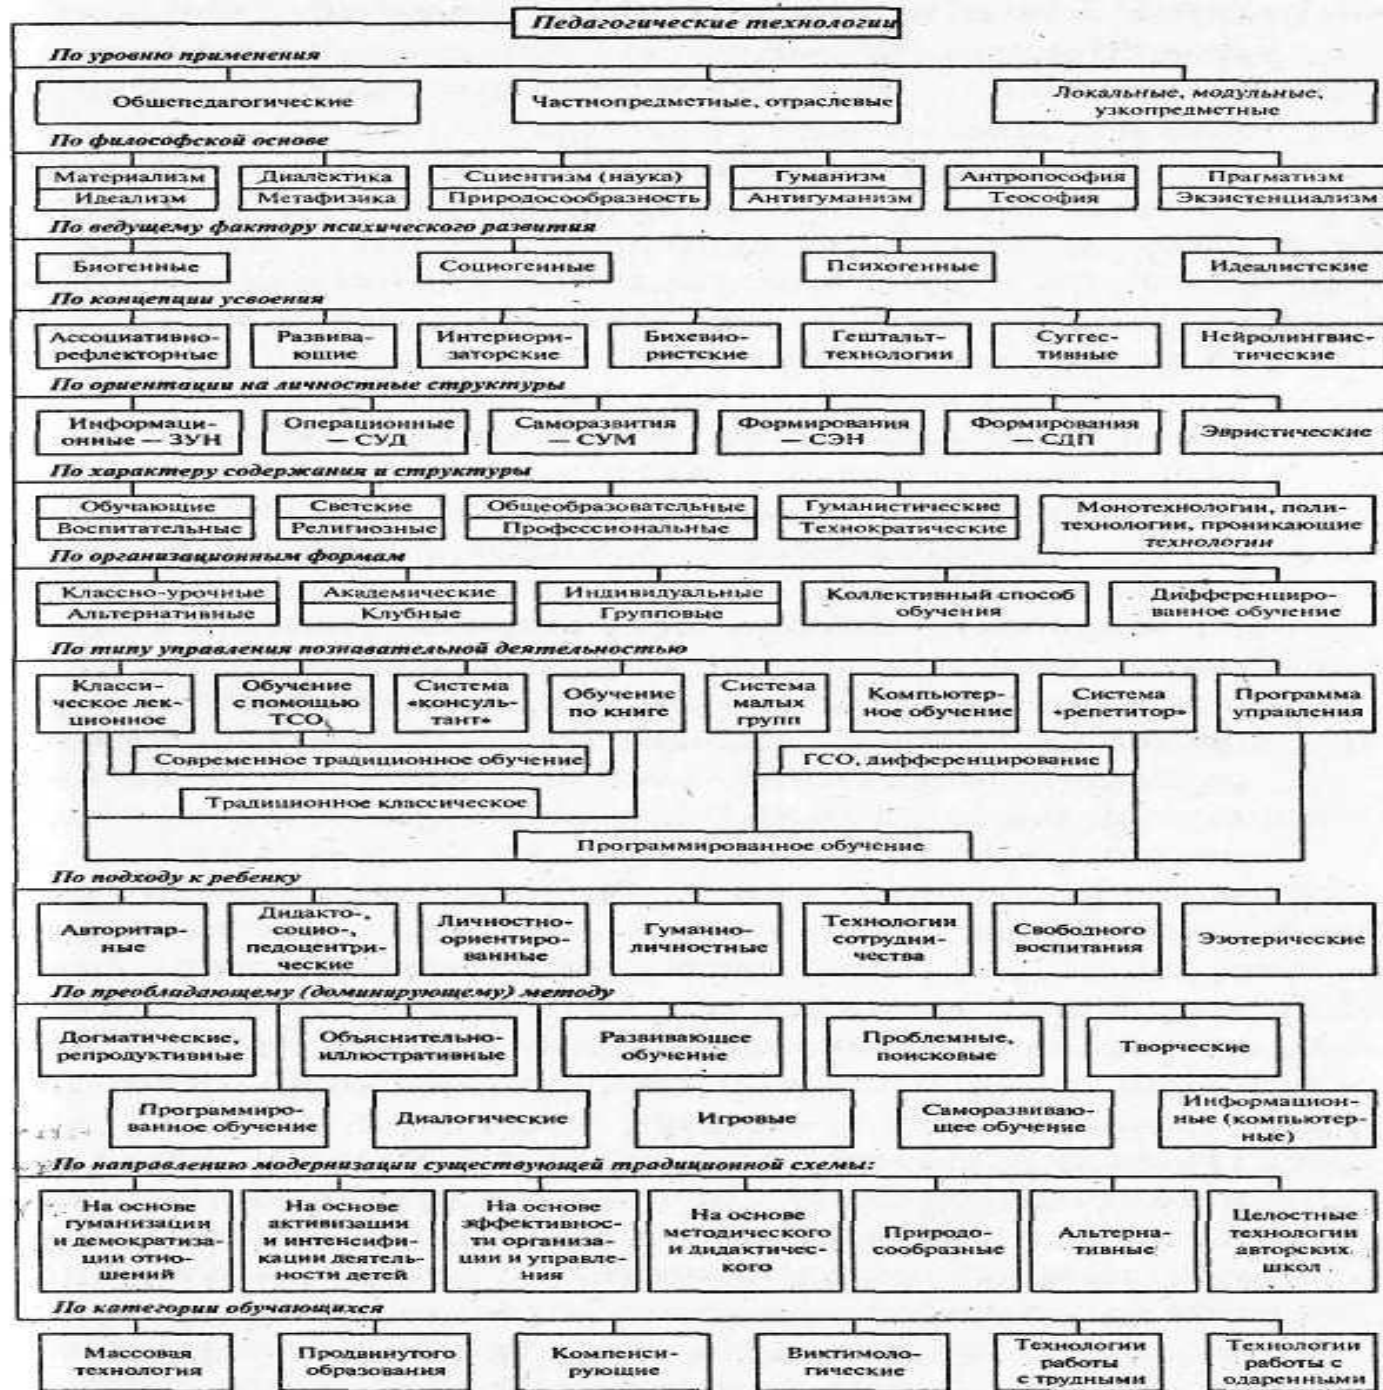 Педагогические технологии
По уровню применения
Общепедагогические
Частнопредметные, отраслевые
Локальные, модульные,
узкопредметные
По философской основе
Материализм
Идеализм
Диалектика
Метафизика
Сциентизм (наука)
Природосообразность
Гуманизм
Антигуманизм
Антропософия
Теософия
Прагматизм
Экзистенциализм
По ведущему фактору психического развития
Биогенные
Социогенные
Психогенные
Идеалистские
По концепции усвоения
Ассоциативно-
рефлекторные
Развива-
ющие
Интериори-
заторские
Бихевио-
ристские
Гештальт-
технологии
Суггес-
тивные
Нейролингвис-
тические
По ориентации на личностные структуры
Информаци-
онные — ЗУН
Операционные
— СУД
Саморазвития
— СУМ
Формирования
— СЭН
Формирования
— СДП
Эвристические
По характеру содержания и структуры
Обучающие
Воспитательные
Светские
Религиозные
Общеобразовательные
Профессиональные
Гуманистические
Технократические
Монотехнологии, поли-
технологии, проникающие
технологии
По организационным формам
Классно-урочные
Альтернативные
Академические
Клубные
Индивидуальные
Групповые
Коллективный способ
обучения
Дифференциро-
ванное обучение
По типу управления познавательной деятельностью
Класси-
ческое лек-
ционное
Обучение
с помощью
ТСО
Система
«консуль-
тант»
Обучение
по книге
Система
малых
групп
Компьютер-
ное обучение
Система
«репетитор»
Программа
управления
Современное традиционное обучение
ГСО, дифференцирование
Традиционное классическое
Программированное обучение
По подходу к ребенку
Авторитар-
ные
Дидакто-,
социо-,
педоцентри-
ческие
Личностно-
ориентиро-
ванные
Гуманно-
личностные
Технологии
сотрудни-
чества
Свободного
воспитания
Эзотерические
По преобладающему (доминирующему) методу
Догматические,
репродуктивные
Объяснительно-
иллюстративные
Развивающее
обучение
Проблемные,
поисковые
Творческие
Программиро-
ванное обучение
Диалогические
Игровые
Саморазвиваю-
щее обучение
Информацион-
ные (компьютер-
ные)
По направлению модернизации существующей традиционной схемы:
На основе
гуманизации
и демократиза-
ции отно-
шений
На основе
активизации
и интенсифи-
кации деятель-
ности детей
На основе
эффективнос-
ти организа-
ции и управле-
ния
На основе
методического
и дидактичес-
кого
Природо-
сообразные
Альтерна-
тивные
Целостные
технологии
авторских
школ
По категории обучающихся
Массовая
технология
Продвинутого
образования
Компенси-
рующие
Виктимоло-
гические
Технологии
работы
с трудными
Технологии
работы с
одаренными